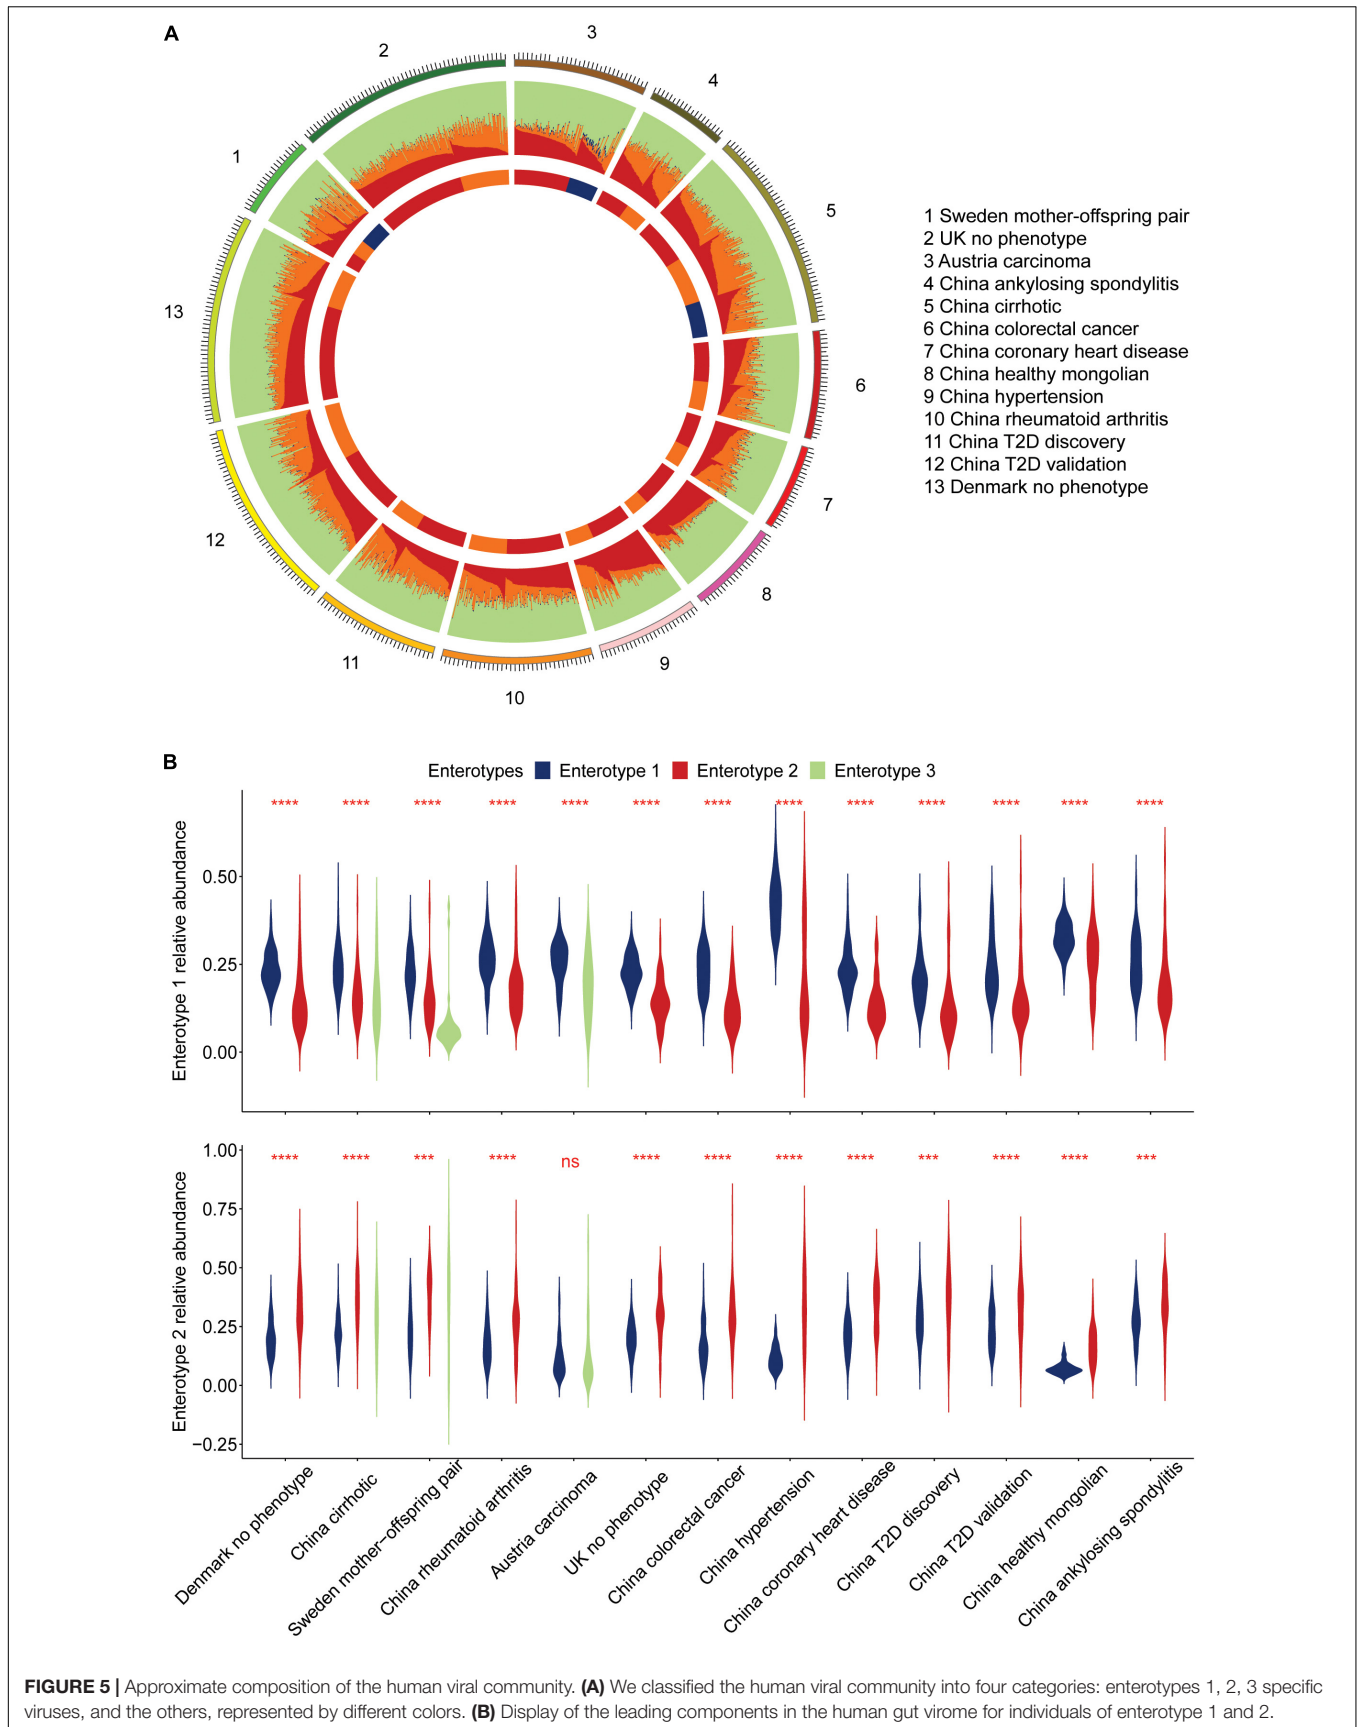 A
1
2
3
4
5
6
7
8
9
10
11
12
13
1 Sweden mother-offspring pair
2 UK no phenotype
3 Austria carcinoma
4 China ankylosing spondylitis
5 China cirrhotic
6 China colorectal cancer
7 China coronary heart disease
8 China healthy mongolian
9 China hypertension
10 China rheumatoid arthritis
11 China T2D discovery
12 China T2D validation
13 Denmark no phenotype
B
Enterotypes Enterotype 1 Enterotype 2 Enterotype 3
**** **** **** **** **** **** **** **** **** **** **** **** ****
Enterotype 1 relative abundance
0.50
0.25
0.00
**** **** *** **** ns **** **** **** **** *** **** **** ***
Enterotype 2 relative abundance
1.00
0.75
0.50
0.25
0.00
−0.25
Denmark no phenotype
China cirrhotic
Sweden mother−offspring pair
China rheumatoid arthritis
Austria carcinoma
UK no phenotype
China colorectal cancer
China hypertension
China coronary heart disease
China T2D discovery
China T2D validation
China healthy mongolian
China ankylosing spondylitis
FIGURE 5 | Approximate composition of the human viral community. (A) We classified the human viral community into four categories: enterotypes 1, 2, 3 specific
viruses, and the others, represented by different colors. (B) Display of the leading components in the human gut virome for individuals of enterotype 1 and 2.